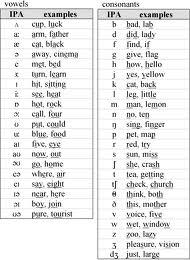 vowels
IPA examples
ʌ cup, luck
ɑ: arm, father
æ cat, black
ə away, cinema
e met, bed
ɜ: turn, learn
ɪ hit, sitting
i: see, heat
ɒ hot, rock
ɔ: call, four
ʊ put, could
u: blue, food
aɪ five, eye
aʊ now, out
əʊ go, home
eə where, air
eɪ say, eight
ɪə near, here
ɔɪ boy, join
ʊə pure, tourist
consonants
IPA examples
b bad, lab
d did, lady
f find, if
g give, flag
h how, hello
j yes, yellow
k cat, back
l leg, little
m man, lemon
n no, ten
ŋ sing, finger
p pet, map
r red, try
s sun, miss
ʃ she, crash
t tea, getting
tʃ check, church
θ think, both
ð this, mother
v voice, five
w wet, window
z zoo, lazy
ʒ pleasure, vision
dʒ just, large